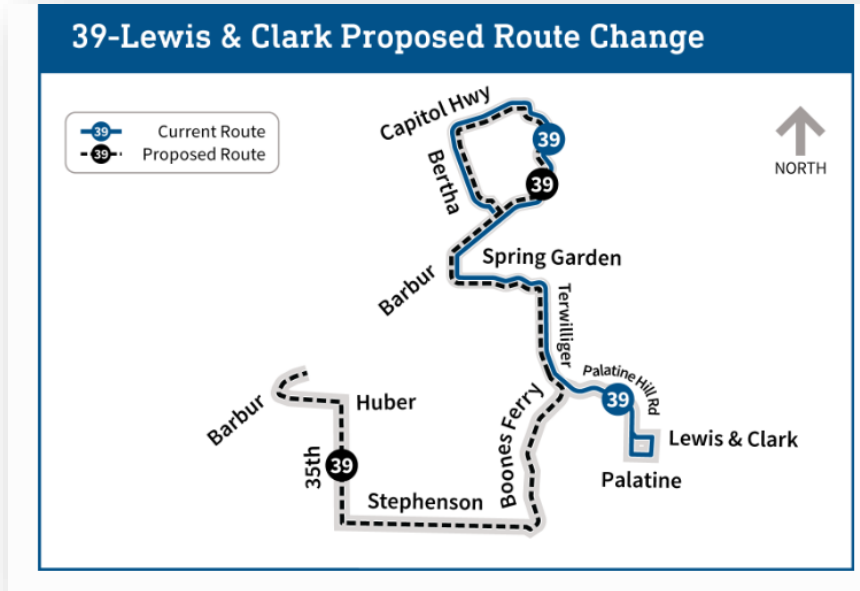 39-Lewis & Clark Proposed Route Change
39 Current Route
39 Proposed Route
NORTH
Capitol Hwy
39
Bertha
39
Spring Garden
Barbur
Terwilliger
Palatine Hill Rd
39
Barbur
Huber
Boones Ferry
Lewis & Clark
35th
39
Palatine
Stephenson